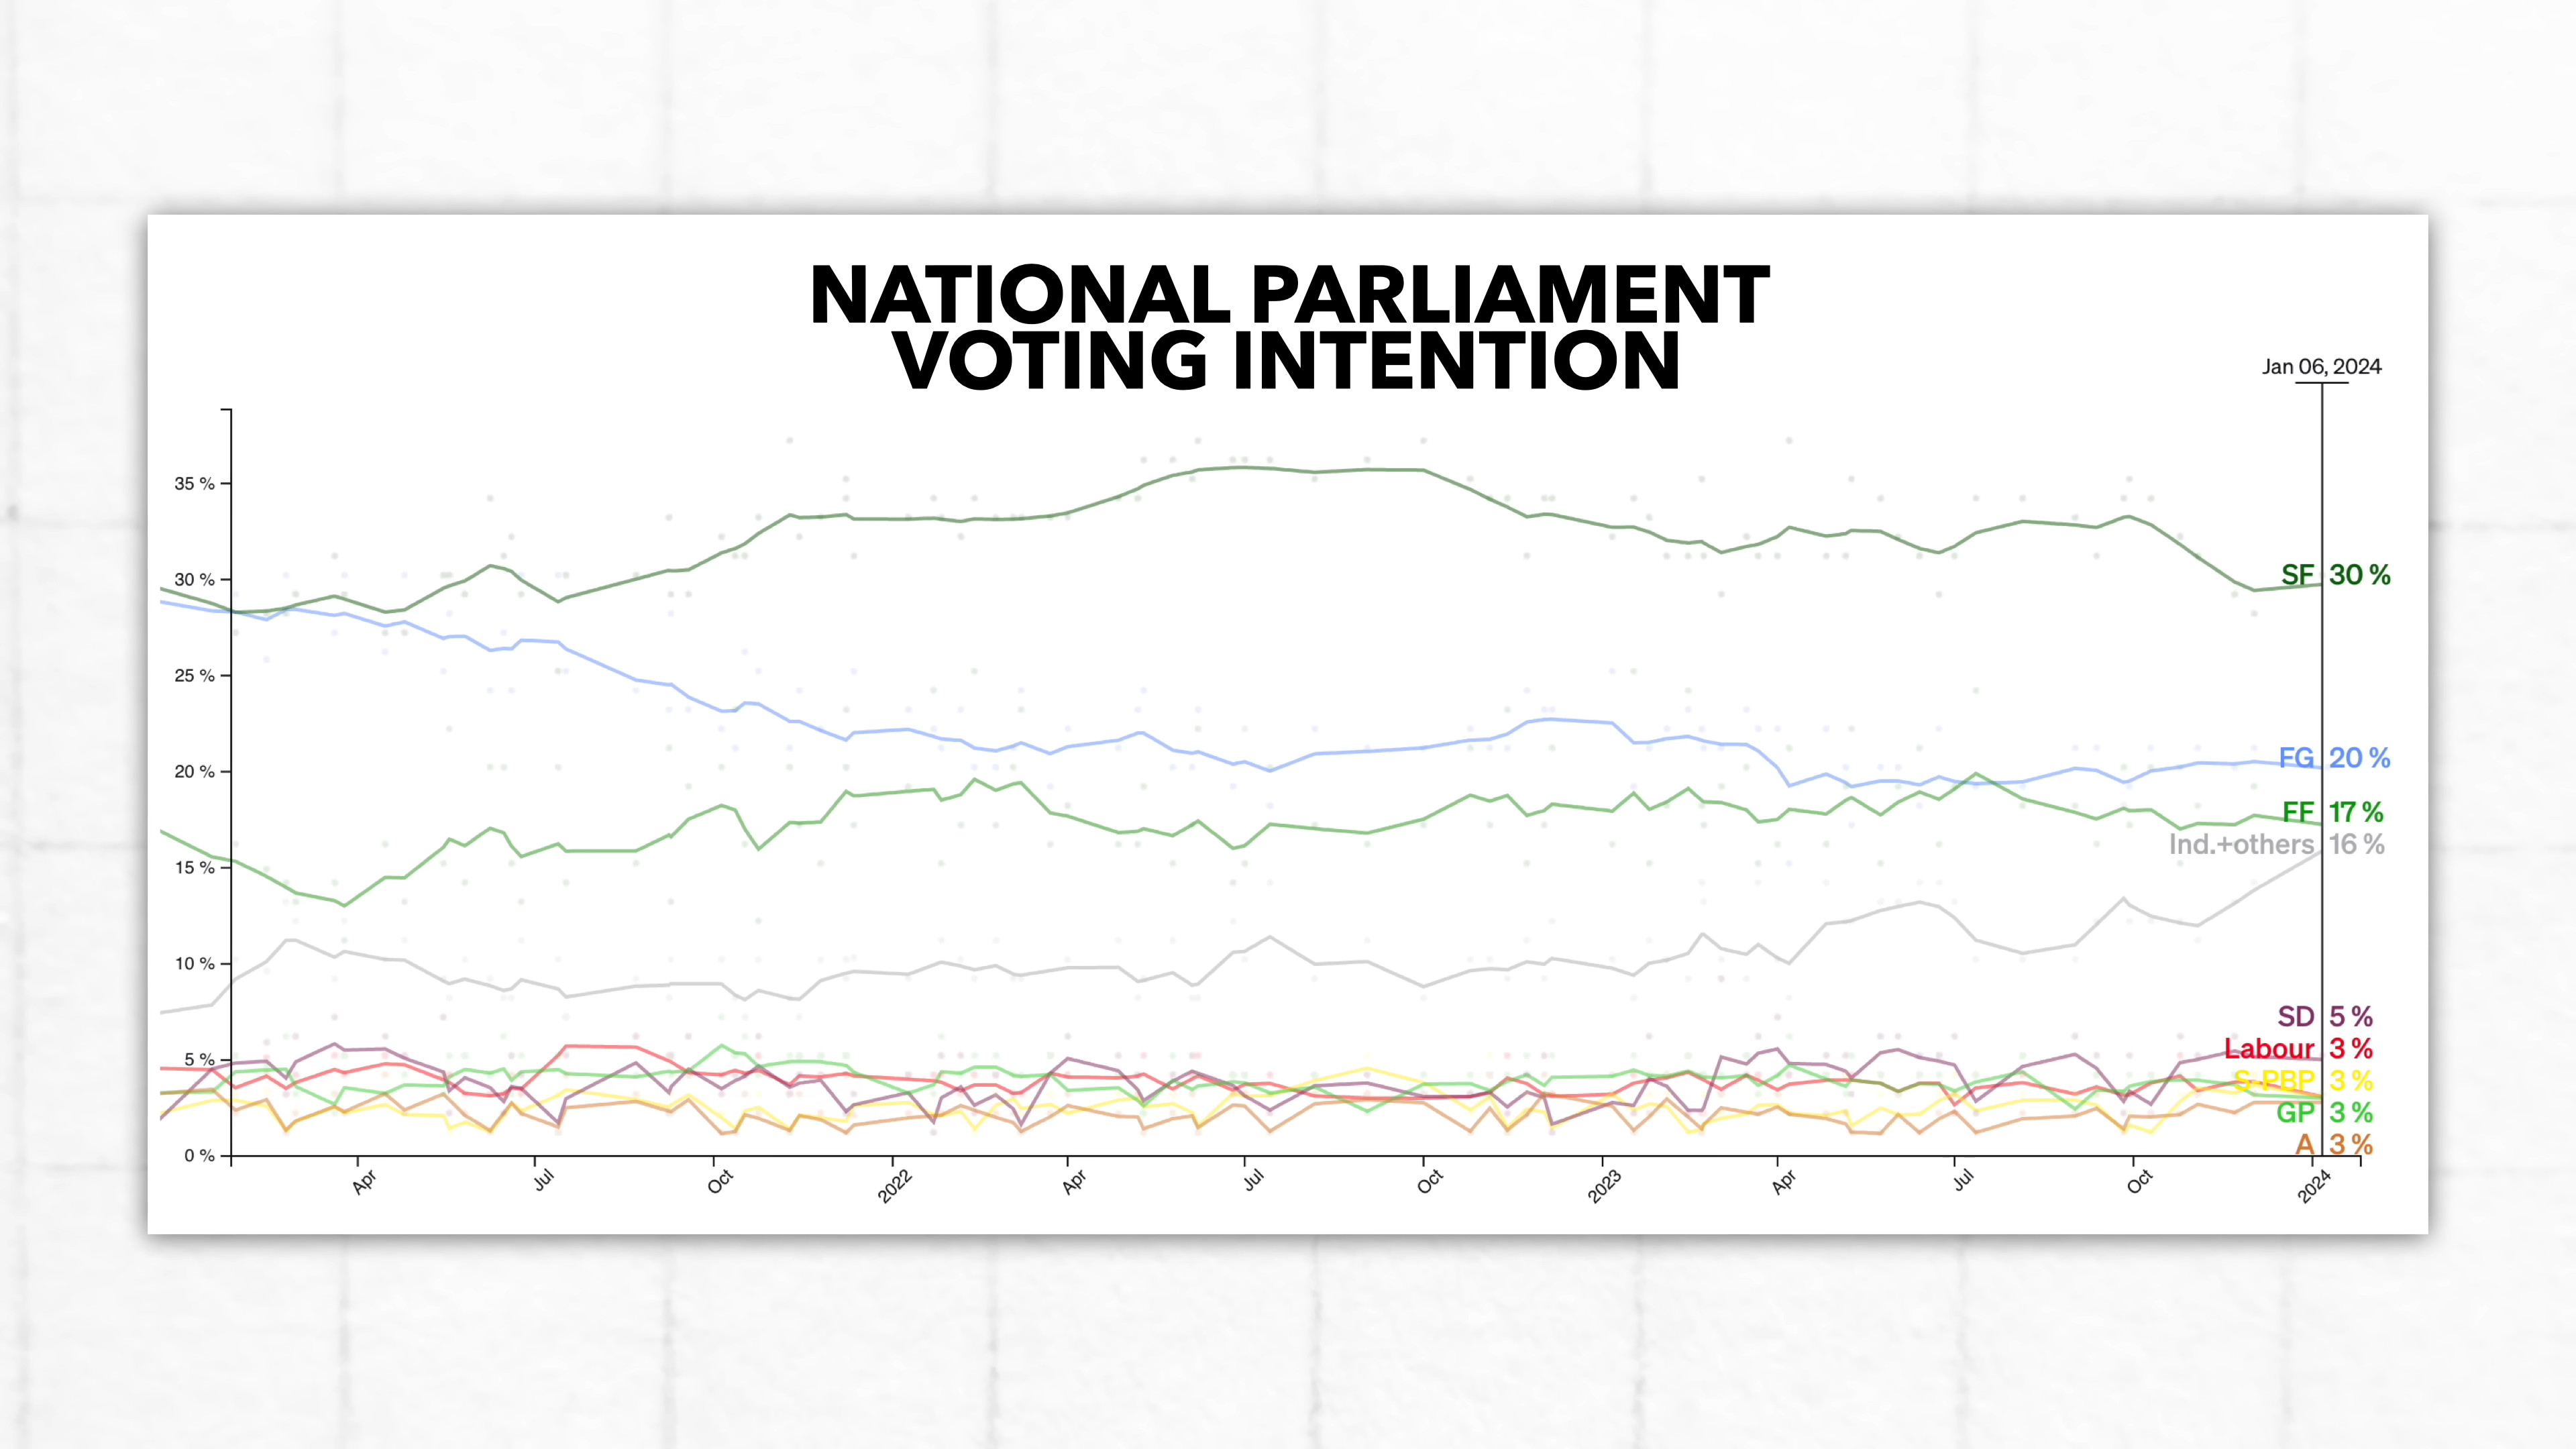 NATIONAL PARLIAMENT
VOTING INTENTION
Jan 06, 2024
35 %
30 %
25 %
20 %
15 %
10 %
5 %
0 %
SF 30 %
FG 20 %
FF 17 %
Ind.+others 16 %
SD 5 %
Labour 3 %
S-PBP 3 %
GP 3 %
A 3 %
Apr Jul Oct 2022 Apr Jul Oct 2023 Apr Jul Oct 2024